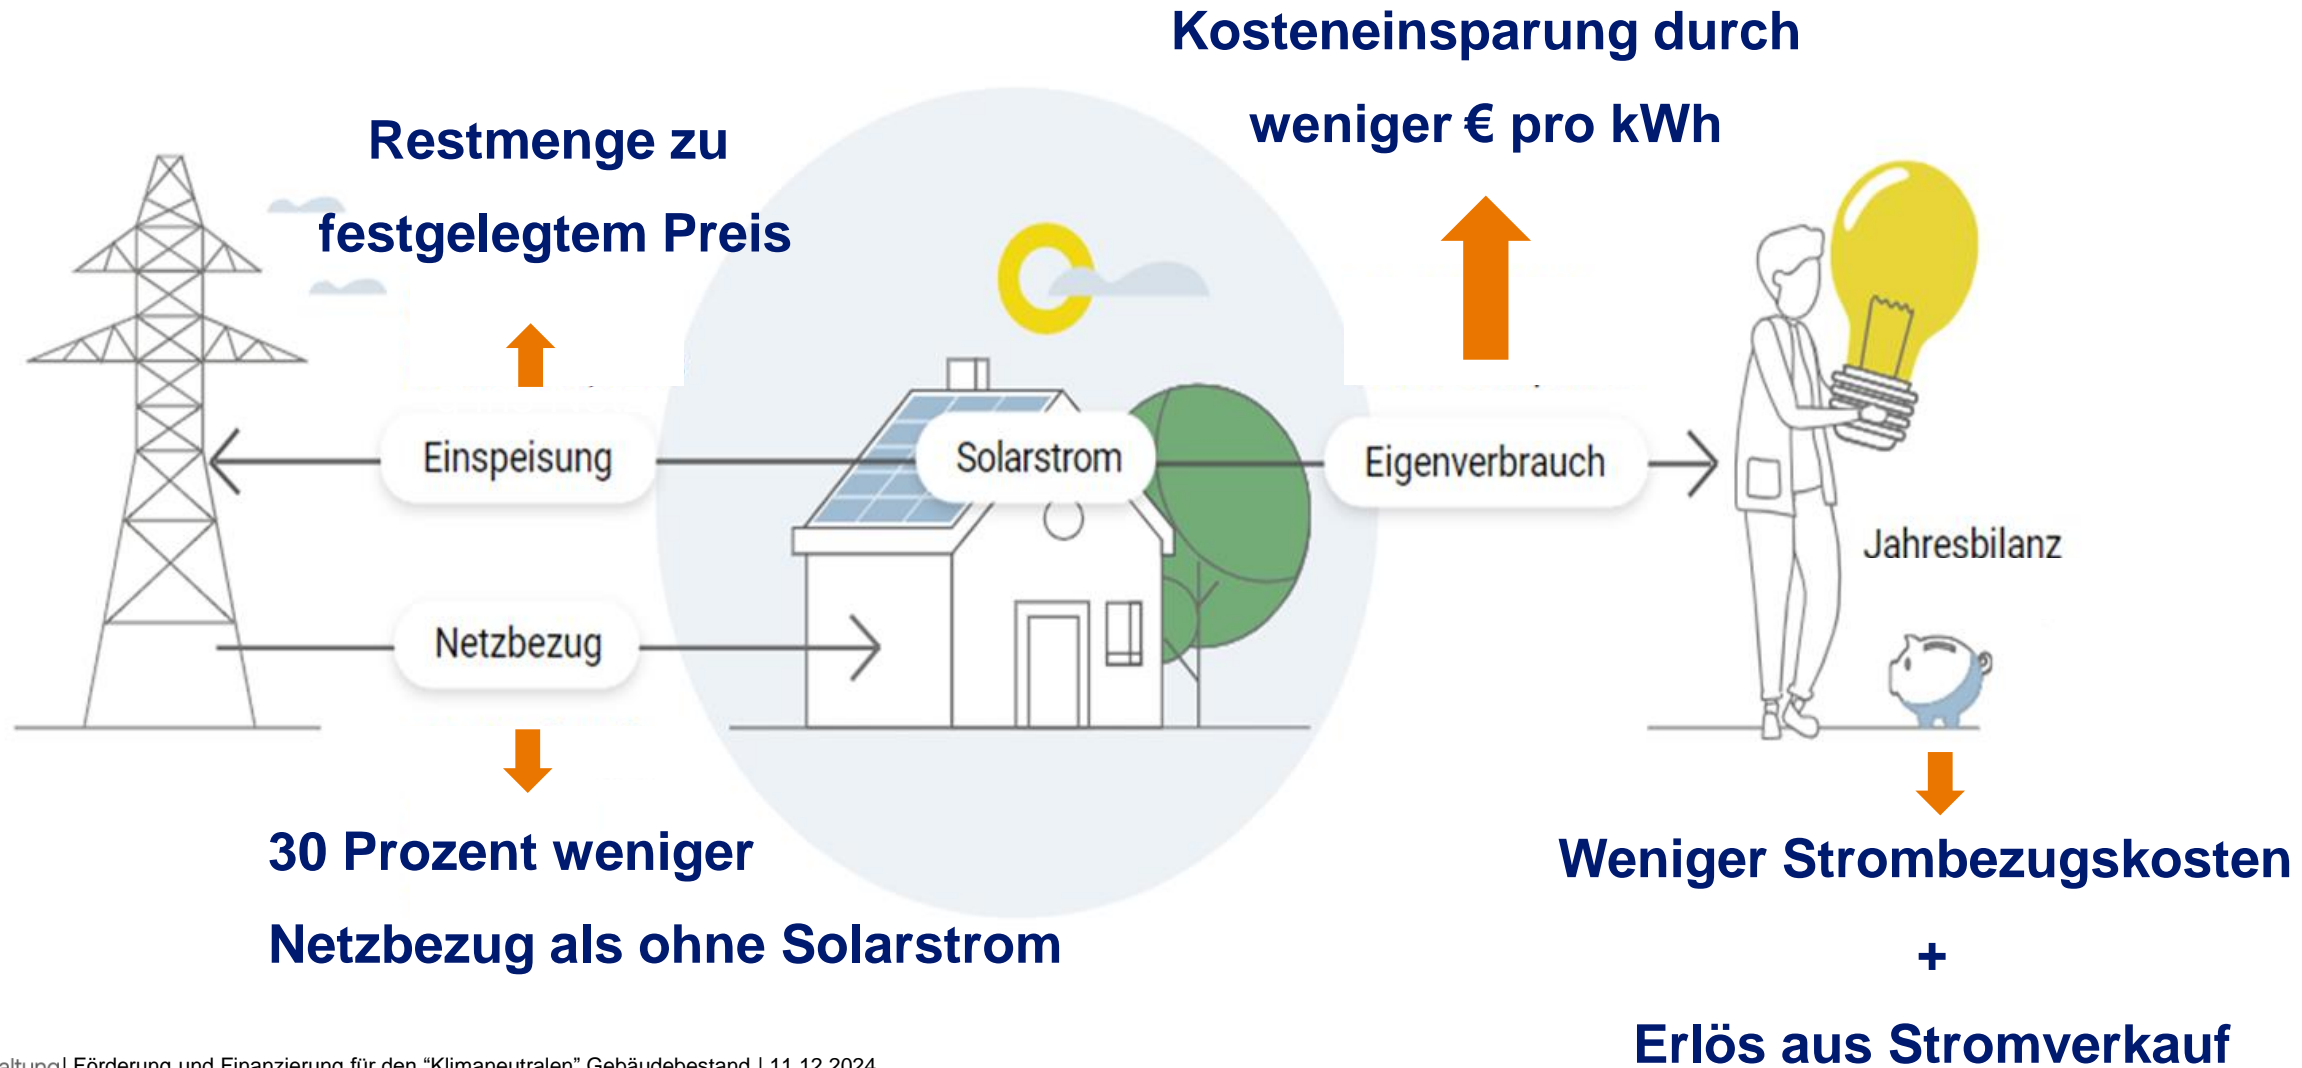 Kosteneinsparung durch
weniger € pro kWh
Restmenge zu
festgelegtem Preis
Einspeisung
Solarstrom
Eigenverbrauch
Jahresbilanz
Netzbezug
30 Prozent weniger
Netzbezug als ohne Solarstrom
Weniger Strombezugskosten
+
Erlös aus Stromverkauf
altung| Förderung und Finanzierung für den “Klimaneutralen” Gebäudebestand | 11.12.2024